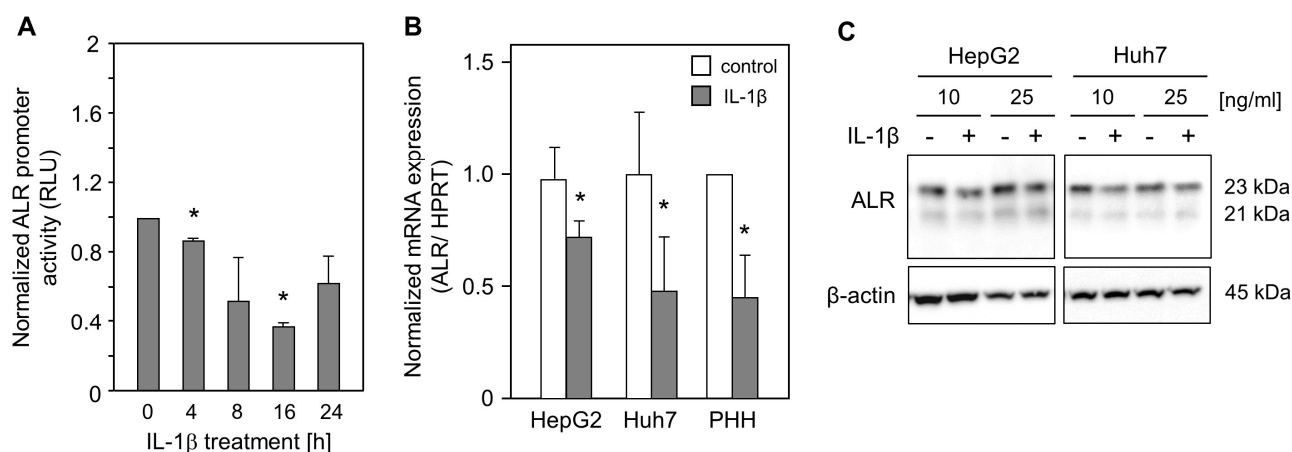 A
Normalized ALR promoter
activity (RLU)
2
1.6
1.2
0.8
0.4
0
0 4 8 16 24
* *
IL-1β treatment [h]
B
Normalized mRNA expression
(ALR/ HPRT)
1.5
1.0
0.5
0
control
IL-1β
* * *
HepG2 Huh7 PHH
C
HepG2 Huh7
10 25 10 25 [ng/ml]
IL-1β - + - + - + - +
ALR
23 kDa
21 kDa
β-actin 45 kDa